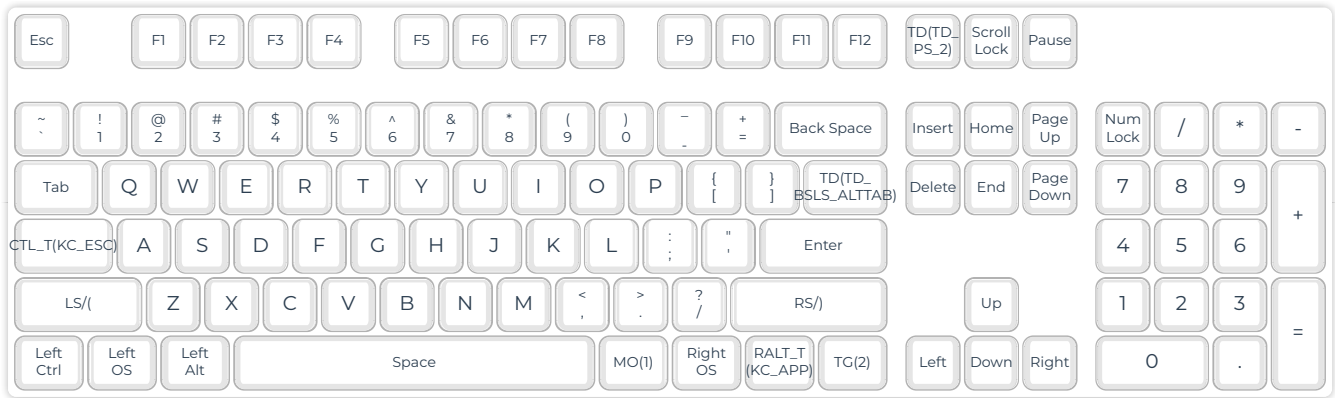 Esc F1 F2 F3 F4 F5 F6 F7 F8 F9 F10 F11 F12 TD(TD_ Scroll Pause
PS_2) Lock
~ ! @ # $ % ^ & * ( ) _ + Back Space Insert Home Page Num / * -
` 1 2 3 4 5 6 7 8 9 0 - = Up Lock
Tab Q W E R T Y U I O P { } TD(TD_ Delete End Page 7 8 9 +
[ ] BSLS_ALTTAB) Down
CTL_T(KC_ESC) A S D F G H J K L : " Enter 4 5 6
; '
LS/( Z X C V B N M < > ? RS/) Up 1 2 3 =
, . /
Left Left Left Space MO(1) Right RALT_T TG(2) Left Down Right 0 .
Ctrl OS Alt OS (KC_APP)